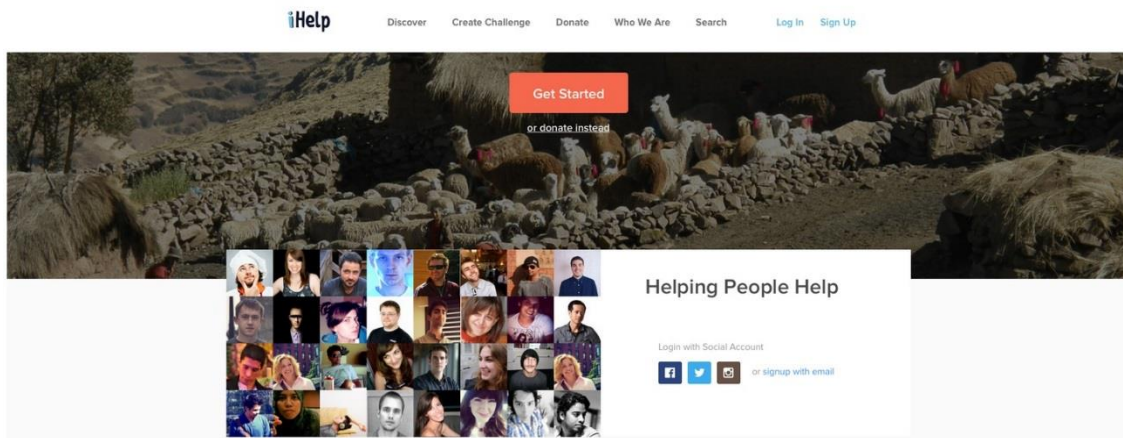 iHelp Discover Create Challenge Donate Who We Are Search Log In Sign Up
Get Started
or donate instead
Helping People Help
Login with Social Account
or signup with email